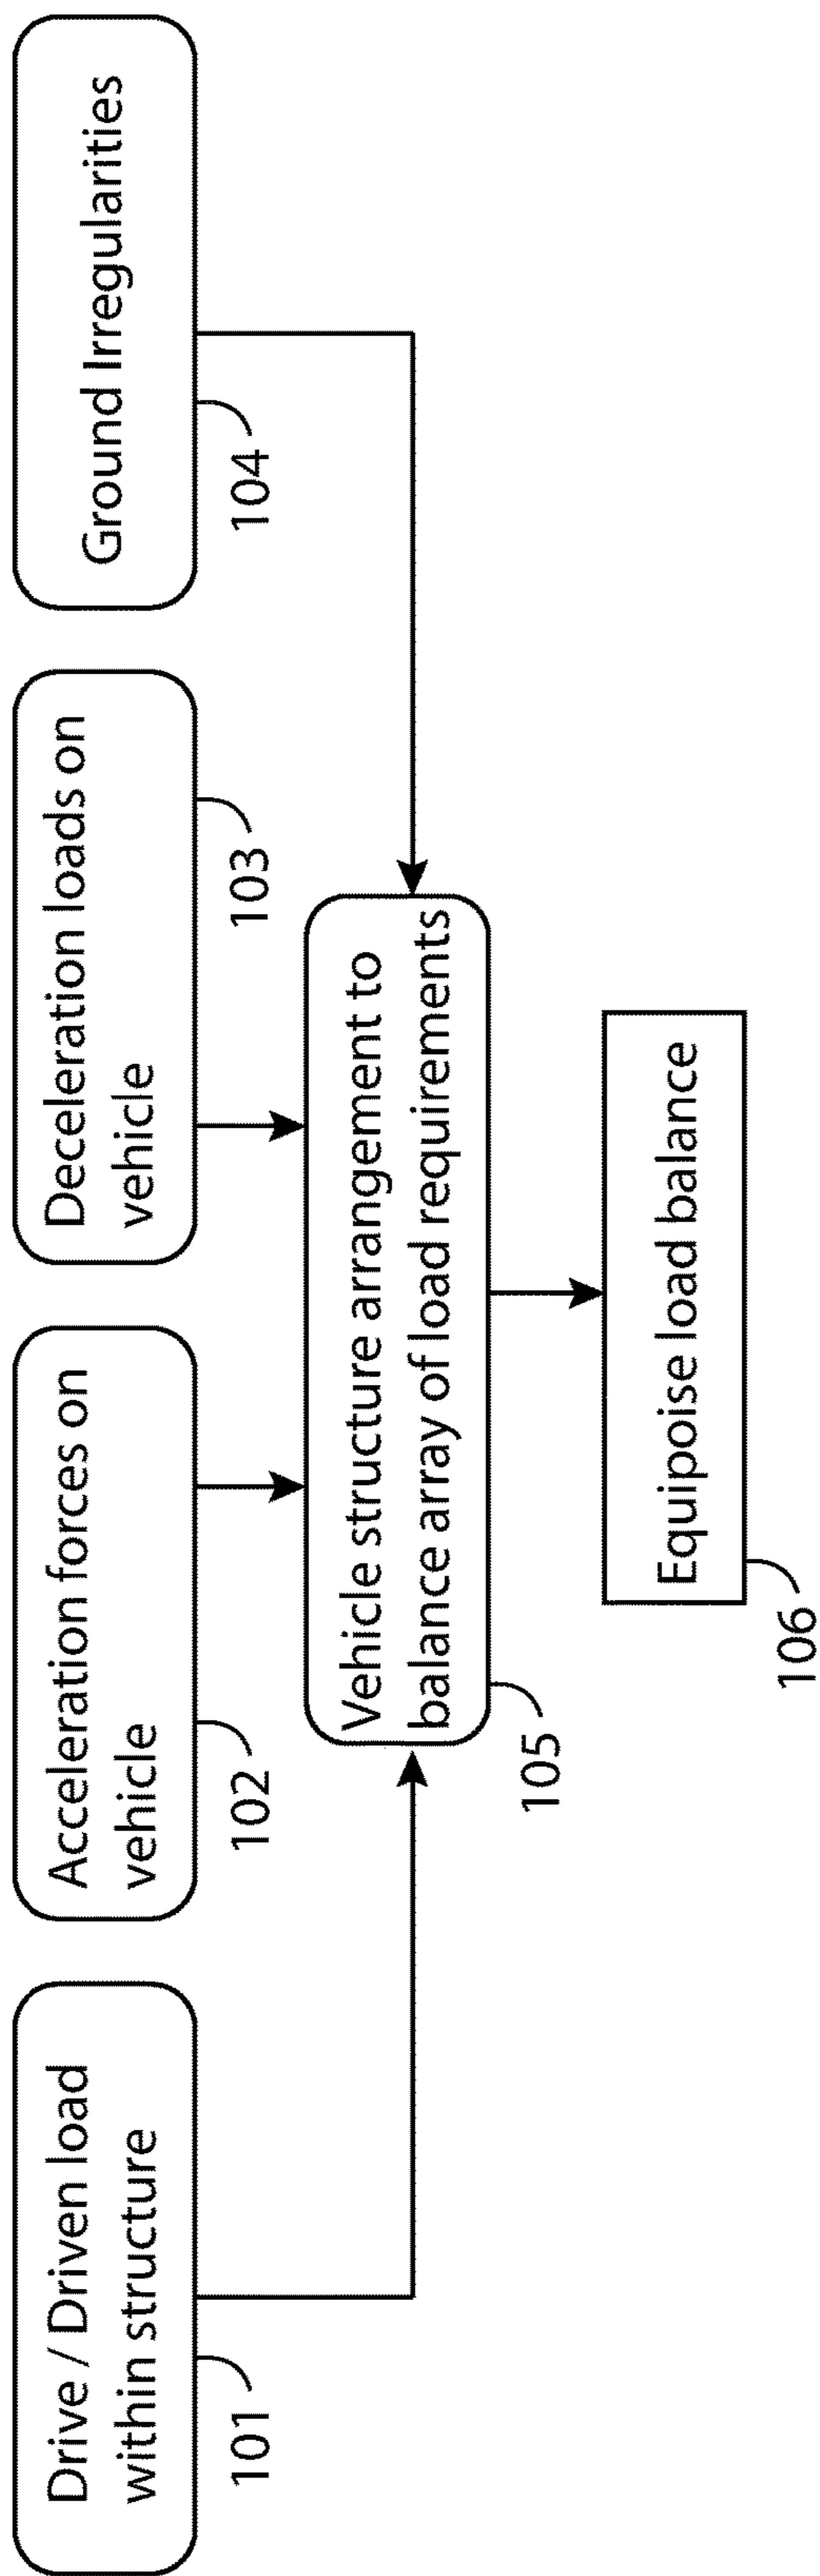 Drive / Driven load
within structure
101
Acceleration forces on
vehicle
102
Deceleration loads on
vehicle
103
Ground Irregularities
104
Vehicle structure arrangement to
balance array of load requirements
105
Equipoise load balance
106